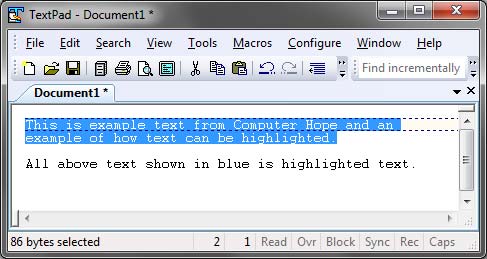 TextPad - Document1 *
File Edit Search View Tools Macros Configure Window Help
Find incrementally
Document1 *
This is example text from Computer Hope and an
example of how text can be highlighted.
All above text shown in blue is highlighted text.
86 bytes selected 2 1 Read Ovr Block Sync Rec Caps